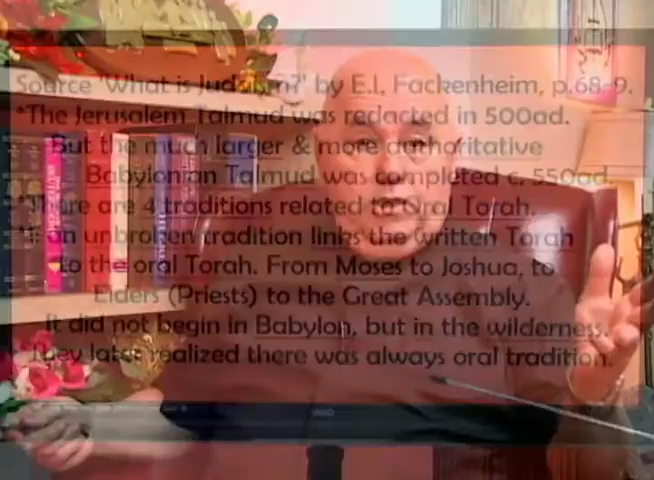 Source 'What is Judaism?' by E.l. Fackenheim, p.68-9.
*The Jerusalem Talmud was redacted in 500ad.
But the much larger & more authoritative
Babylonian Talmud was completed c. 550ad.
*There are 4 traditions related to Oral Torah.
an unbroken tradition links the written Torah
to the oral Torah. From Moses to Joshua, to
Elders (Priests) to the Great Assembly.
It did not begin in Babylon, but in the wilderness.
They later realized there was always oral tradition.